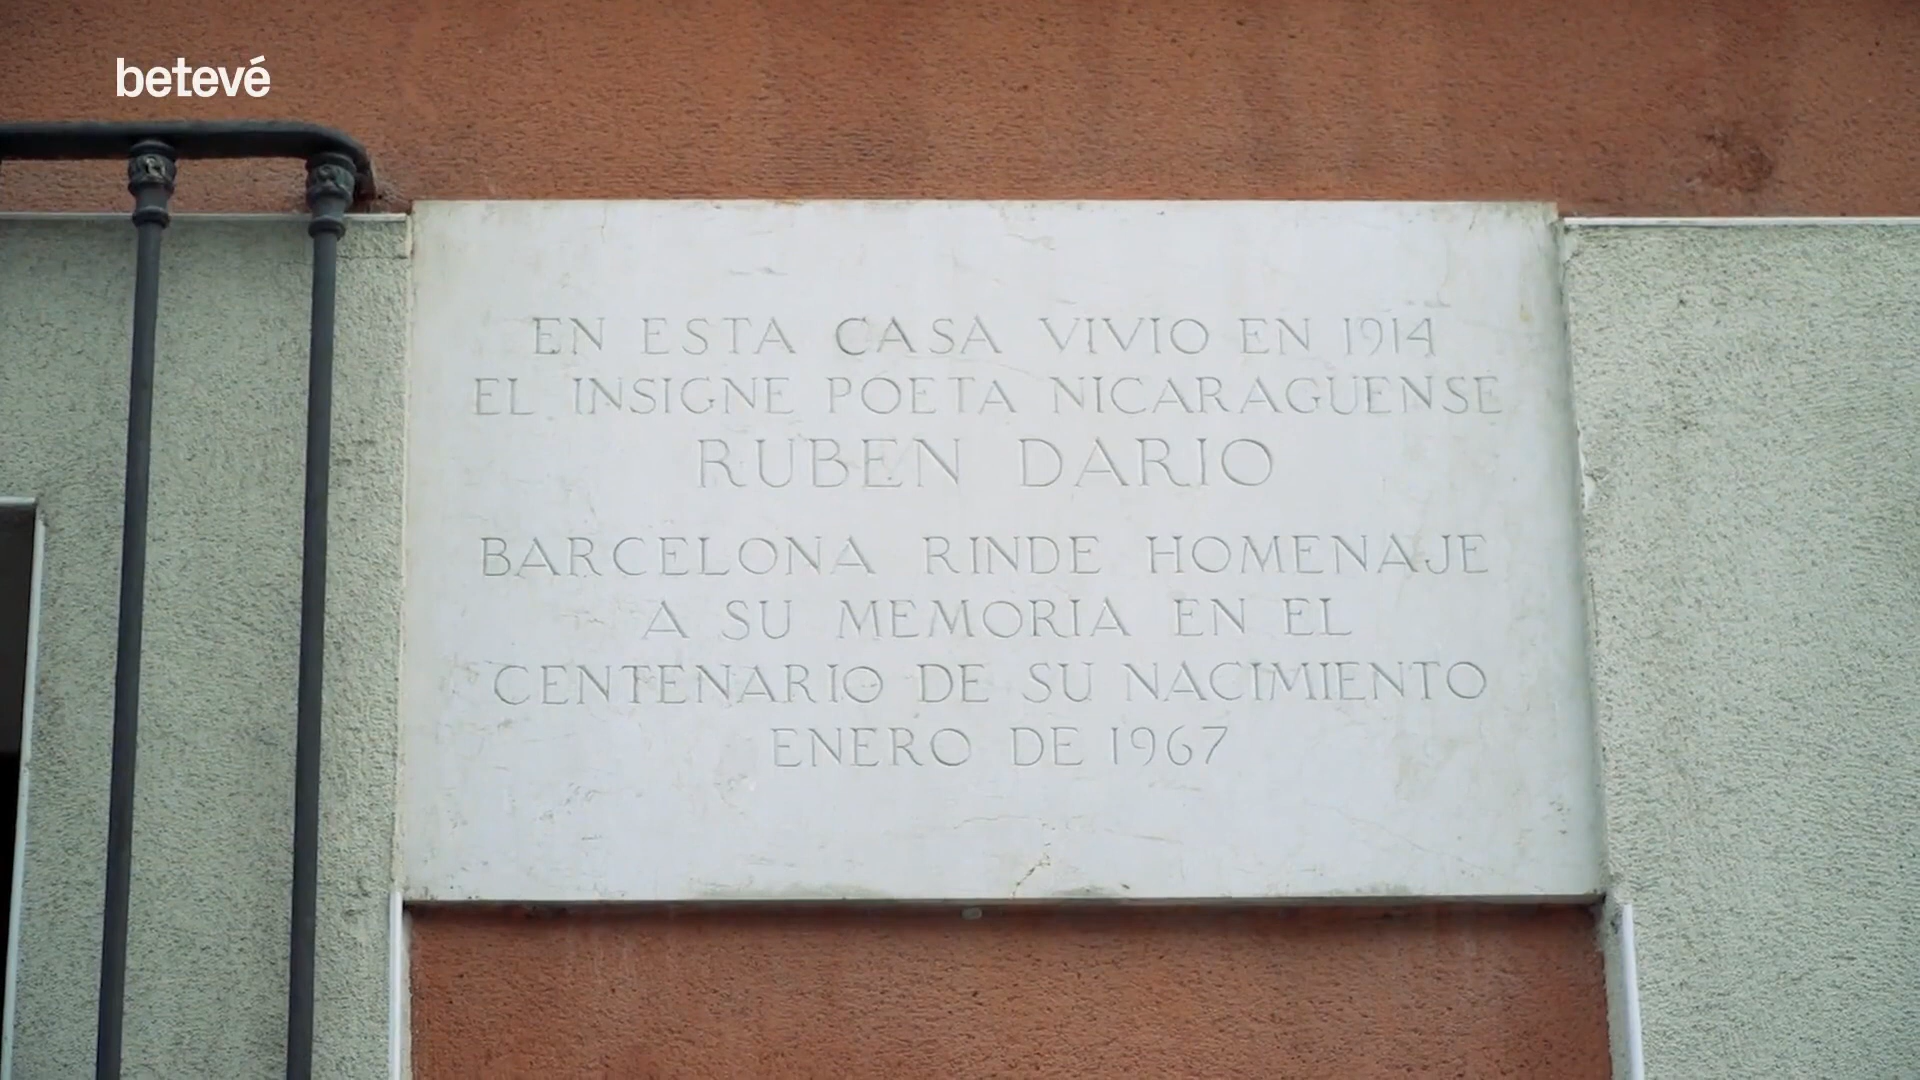 betevé
EN ESTA CASA VIVIO EN 1914
EL INSIGNE POETA NICARAGUENSE
RUBEN DARIO
BARCELONA RINDE HOMENAJE
A SU MEMORIA EN EL
CENTENARIO DE SU NACIMIENTO
ENERO DE 1967